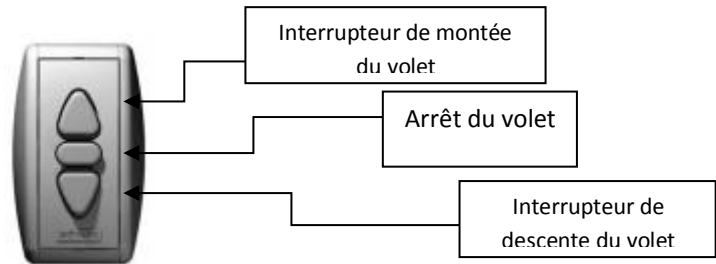 Interrupteur de montée
du volet
Arrêt du volet
Interrupteur de
descente du volet